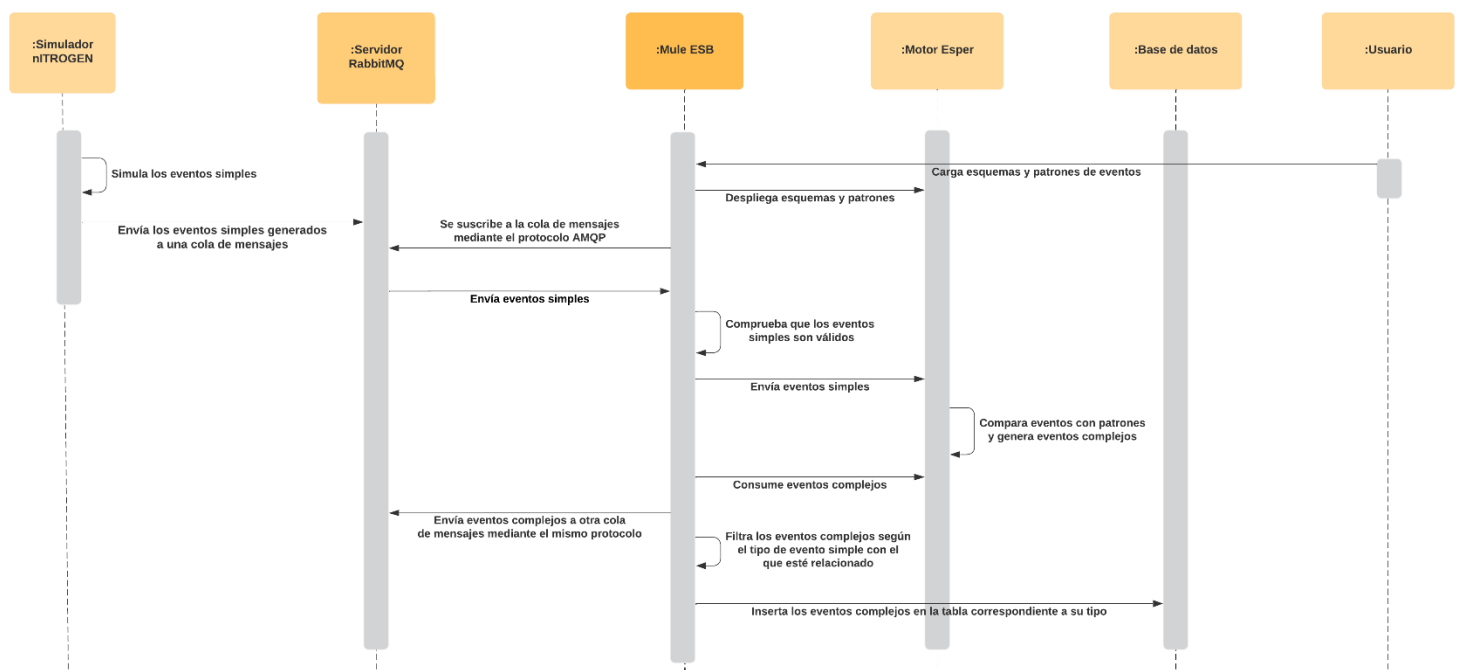 :Simulador
nITROGEN
:Servidor
RabbitMQ
:Mule ESB
:Motor Esper
:Base de datos
:Usuario
Simula los eventos simples
Carga esquemas y patrones de eventos
Despliega esquemas y patrones
Envía los eventos simples generados
a una cola de mensajes
Se suscribe a la cola de mensajes
mediante el protocolo AMQP
Envía eventos simples
Comprueba que los eventos
simples son válidos
Envía eventos simples
Compara eventos con patrones
y genera eventos complejos
Consume eventos complejos
Envía eventos complejos a otra cola
de mensajes mediante el mismo protocolo
Filtra los eventos complejos según
el tipo de evento simple con el
que esté relacionado
Inserta los eventos complejos en la tabla correspondiente a su tipo